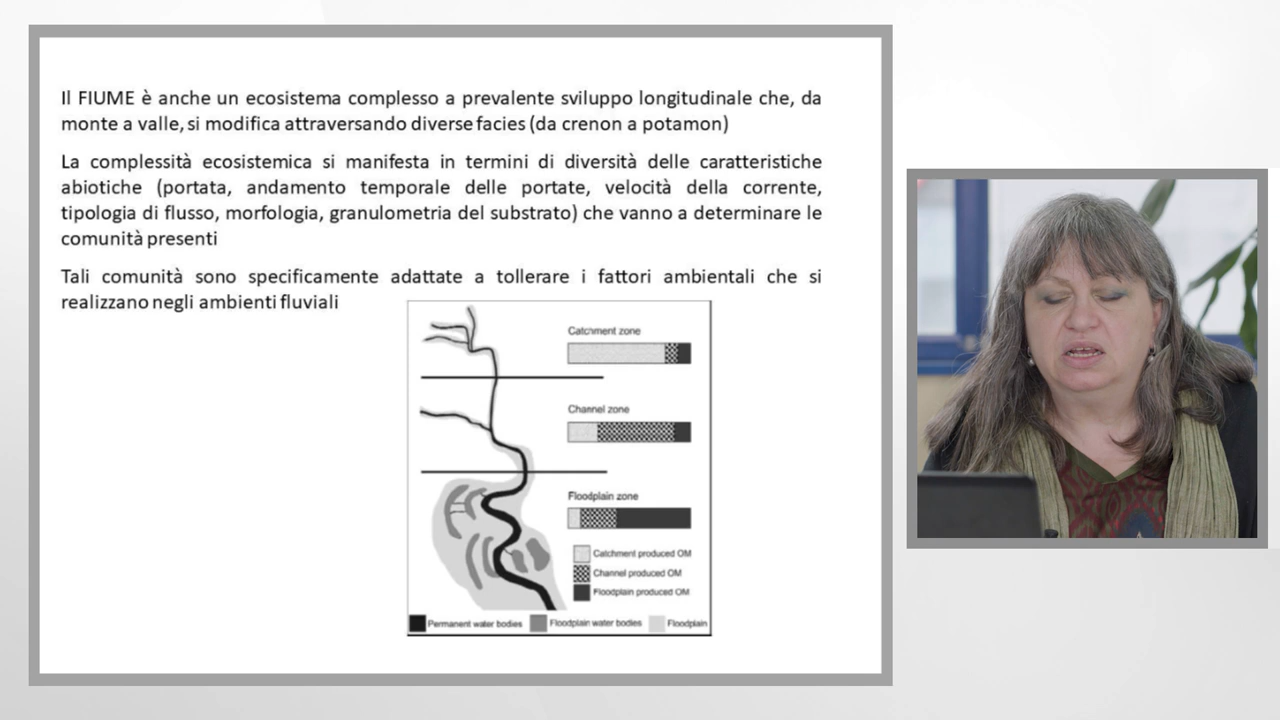 Il FIUME è anche un ecosistema complesso a prevalente sviluppo longitudinale che, da
monte a valle, si modifica attraversando diverse facies (da crenon a potamon)
La complessità ecosistemica si manifesta in termini di diversità delle caratteristiche
abiotiche (portata, andamento temporale delle portate, velocità della corrente,
tipologia di flusso, morfologia, granulometria del substrato) che vanno a determinare le
comunità presenti
Tali comunità sono specificamente adattate a tollerare i fattori ambientali che si
realizzano negli ambienti fluviali
Catchment zone
Channel zone
Floodplain zone
Catchment produced OM
Channel produced OM
Floodplain produced OM
Permanent water bodies
Floodplain water bodies
Floodplain